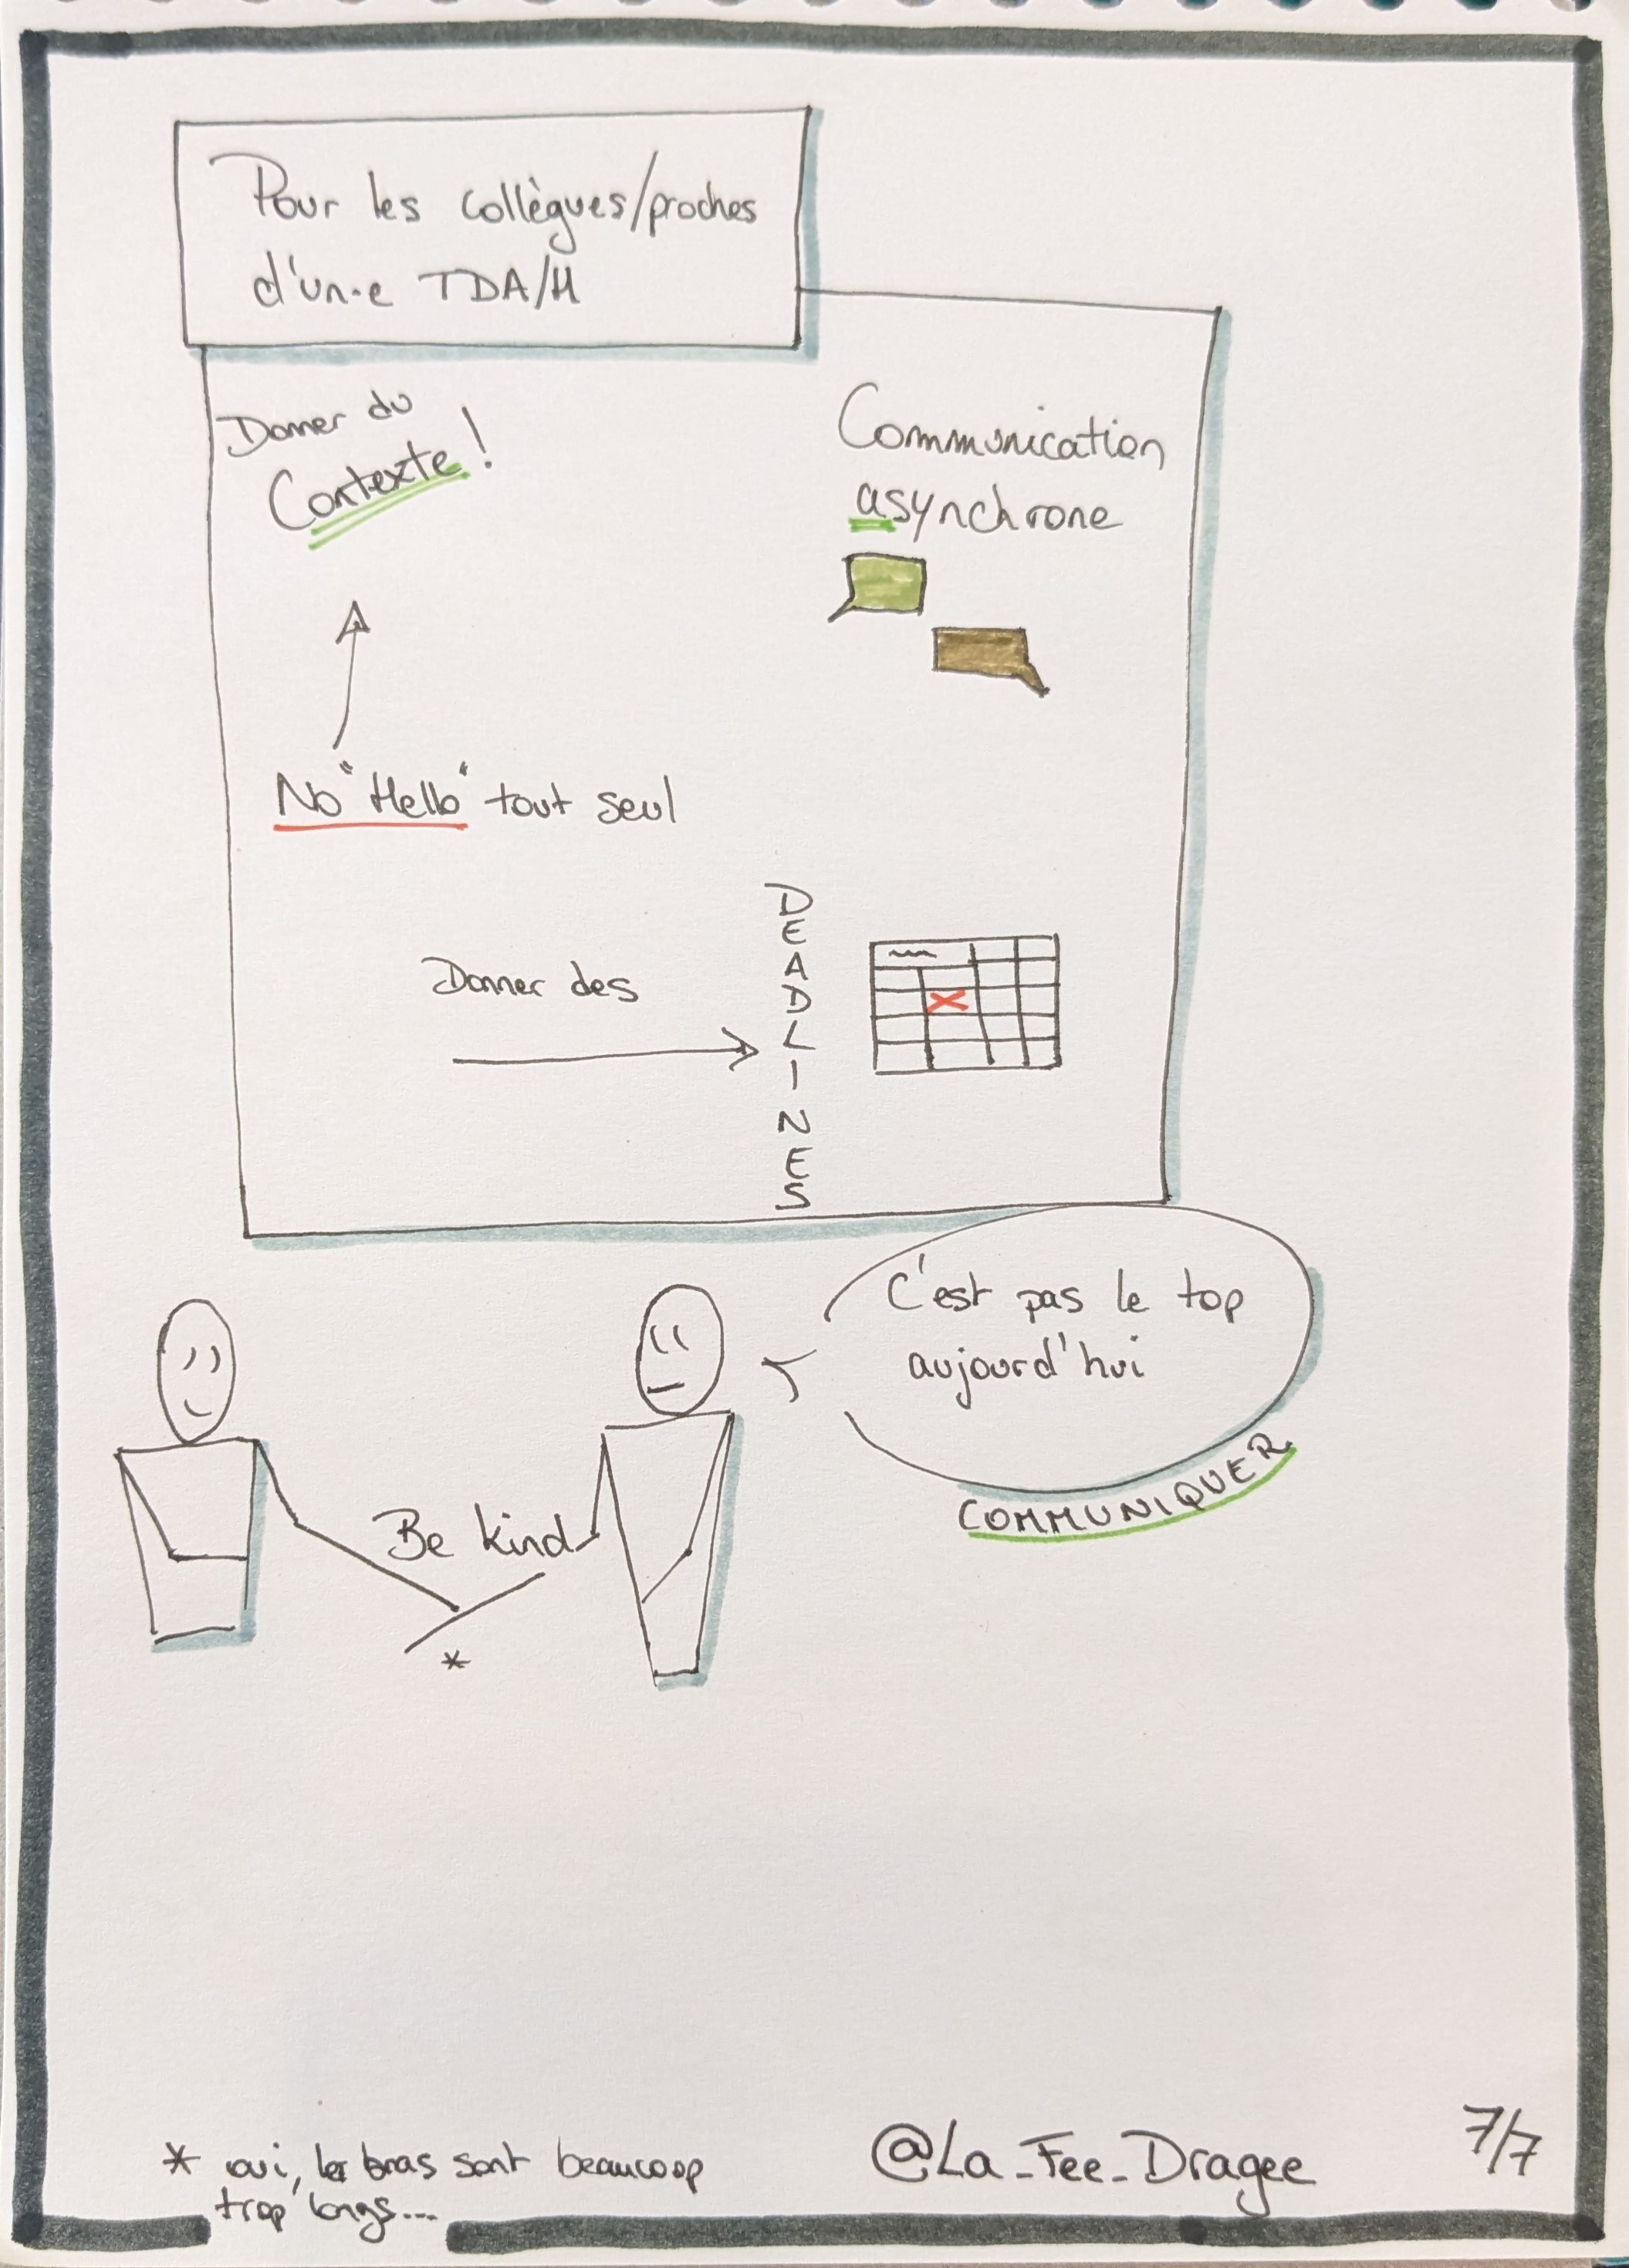 Pour les collègues/proches
d'un·e TDA/H
Donner du
Contexte !
Communication
asynchrone
No "Hello" tout seul
Donner des
DEADLINES
C'est pas le top
aujourd'hui
COMMUNIQUER
Be kind
*
* oui, les bras sont beaucoup
trop longs...
@La_Fee_Dragee
7/7